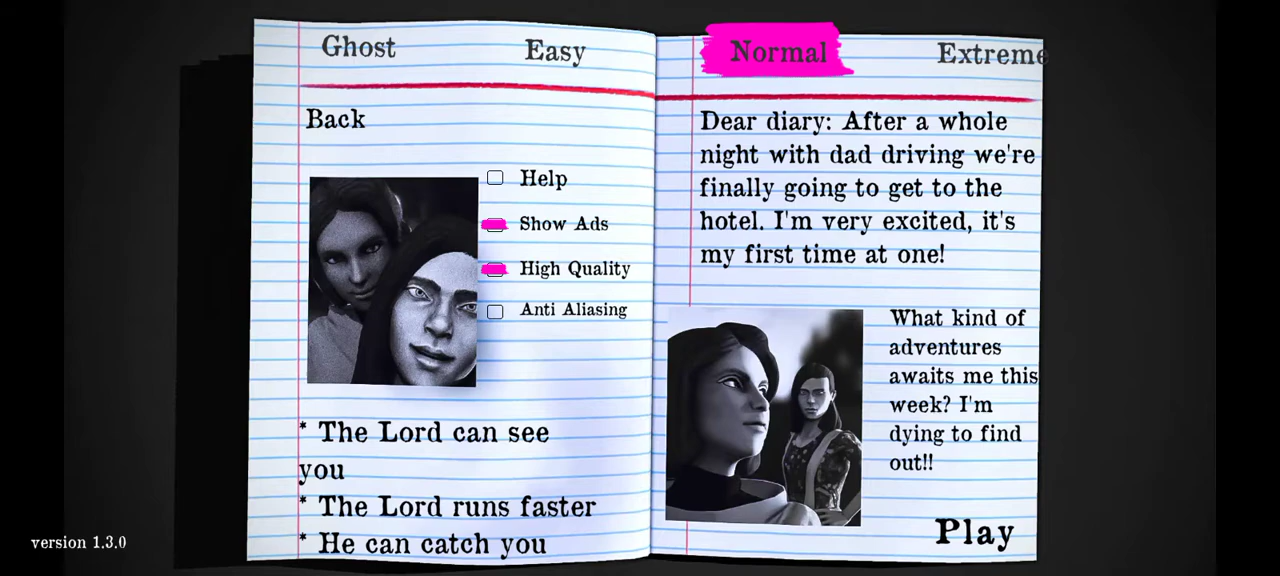 Ghost Easy Normal Extreme
Back
Help
Show Ads
High Quality
Anti Aliasing
* The Lord can see
you
* The Lord runs faster
* He can catch you
Dear diary: After a whole
night with dad driving we're
finally going to get to the
hotel. I'm very excited, it's
my first time at one!
What kind of
adventures
awaits me this
week? I'm
dying to find
out!!
Play
version 1.3.0